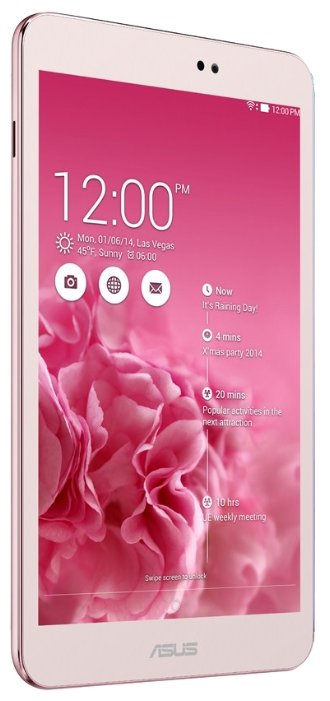 12:00 PM
12:00 PM
Mon, 01/06/14, Las Vegas
45°F, Sunny 06:00
Now
It's Raining Day!
4 mins
X'mas party 2014
20 mins
Popular activities in the
next attraction
10 hrs
UE weekly meeting
Swipe screen to unlock
ASUS